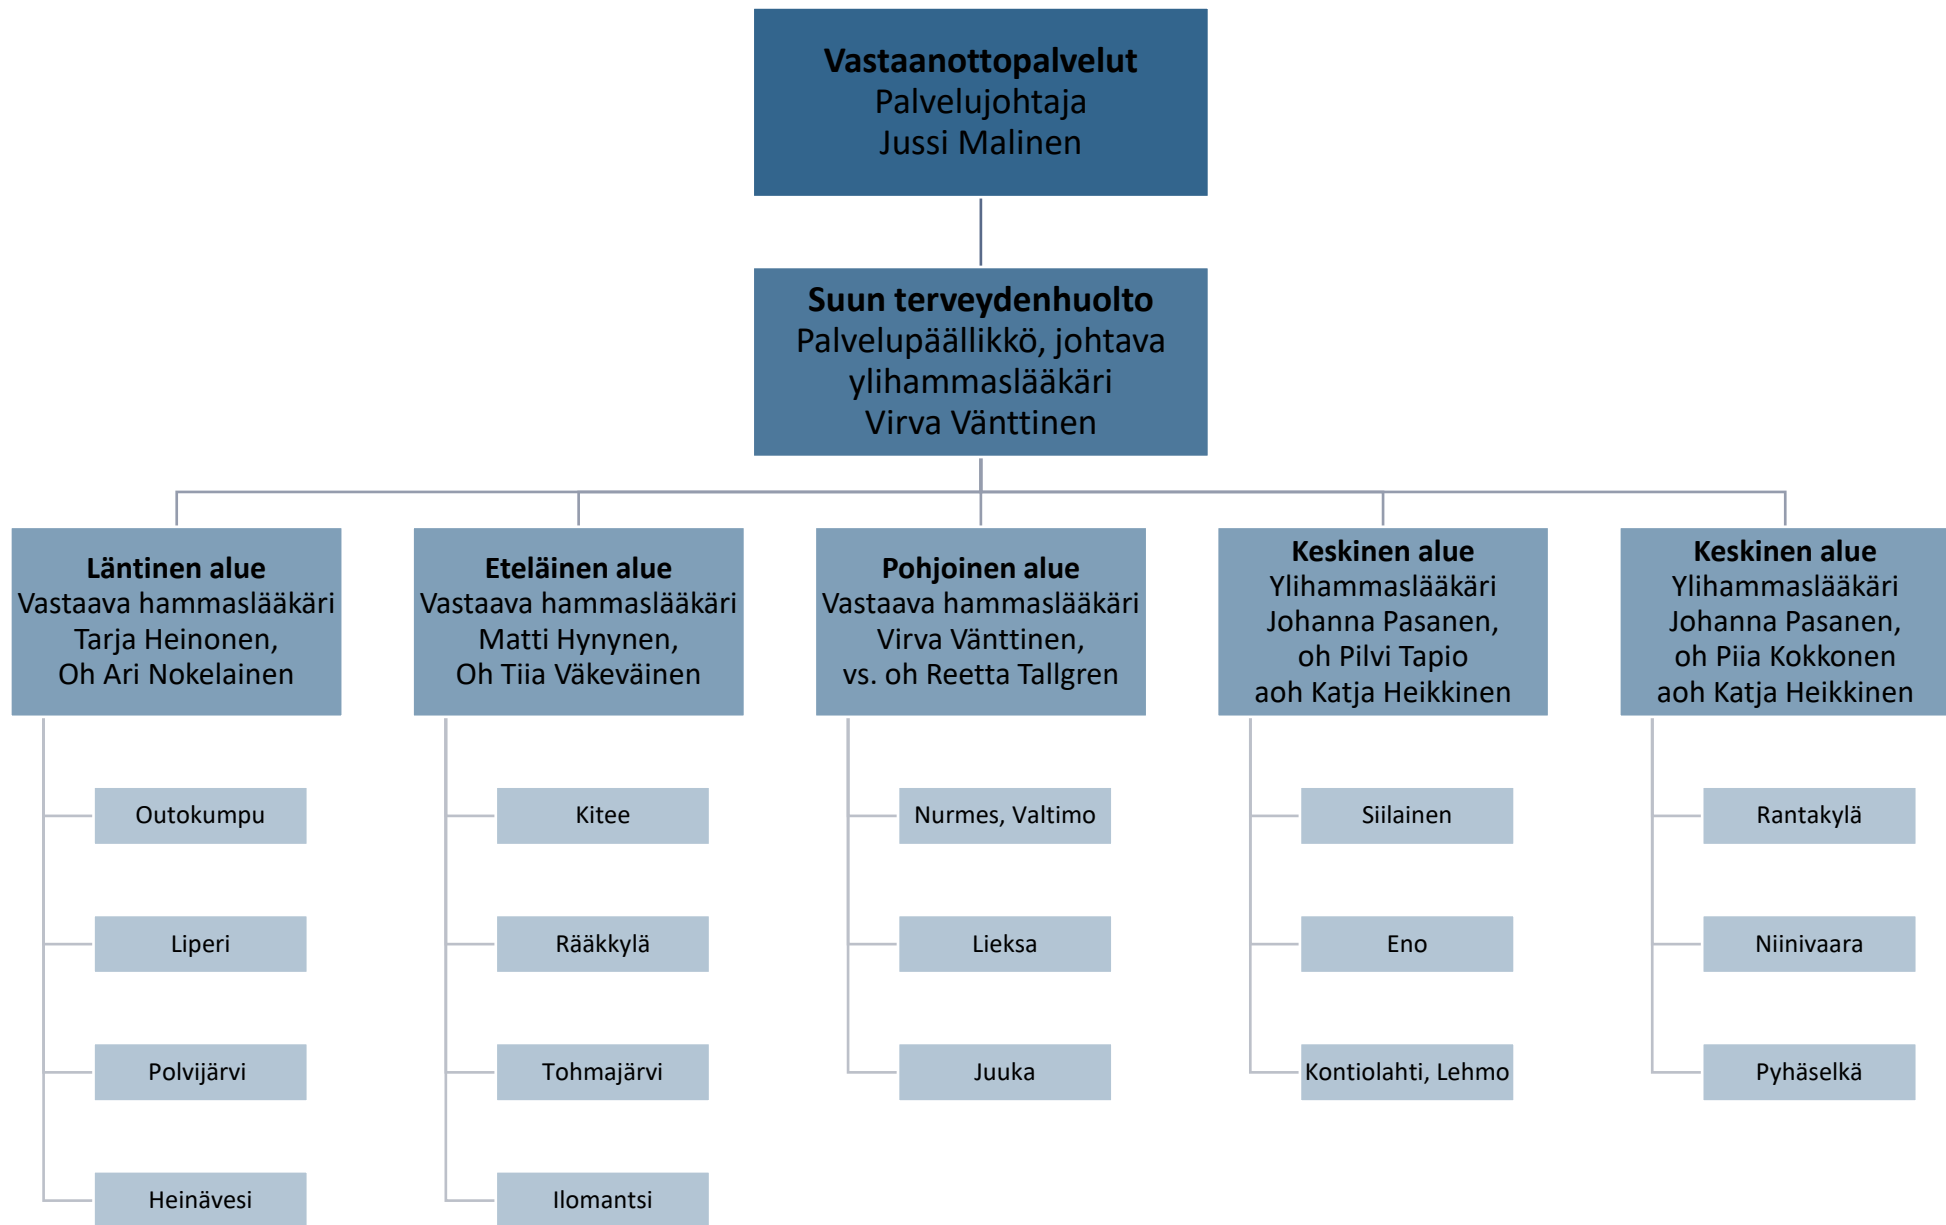 Vastaanottopalvelut
Palvelujohtaja
Jussi Malinen
Suun terveydenhuolto
Palvelupäällikkö, johtava
ylihammaslääkäri
Virva Vänttinen
Läntinen alue
Vastaava hammaslääkäri
Tarja Heinonen,
Oh Ari Nokelainen
Outokumpu
Liperi
Polvijärvi
Heinävesi
Eteläinen alue
Vastaava hammaslääkäri
Matti Hynynen,
Oh Tiia Väkeväinen
Kitee
Rääkkylä
Tohmajärvi
Ilomantsi
Pohjoinen alue
Vastaava hammaslääkäri
Virva Vänttinen,
vs. oh Reetta Tallgren
Nurmes, Valtimo
Lieksa
Juuka
Keskinen alue
Ylihammaslääkäri
Johanna Pasanen,
oh Pilvi Tapio
aoh Katja Heikkinen
Siilainen
Eno
Kontiolahti, Lehmo
Keskinen alue
Ylihammaslääkäri
Johanna Pasanen,
oh Piia Kokkonen
aoh Katja Heikkinen
Rantakylä
Niinivaara
Pyhäselkä